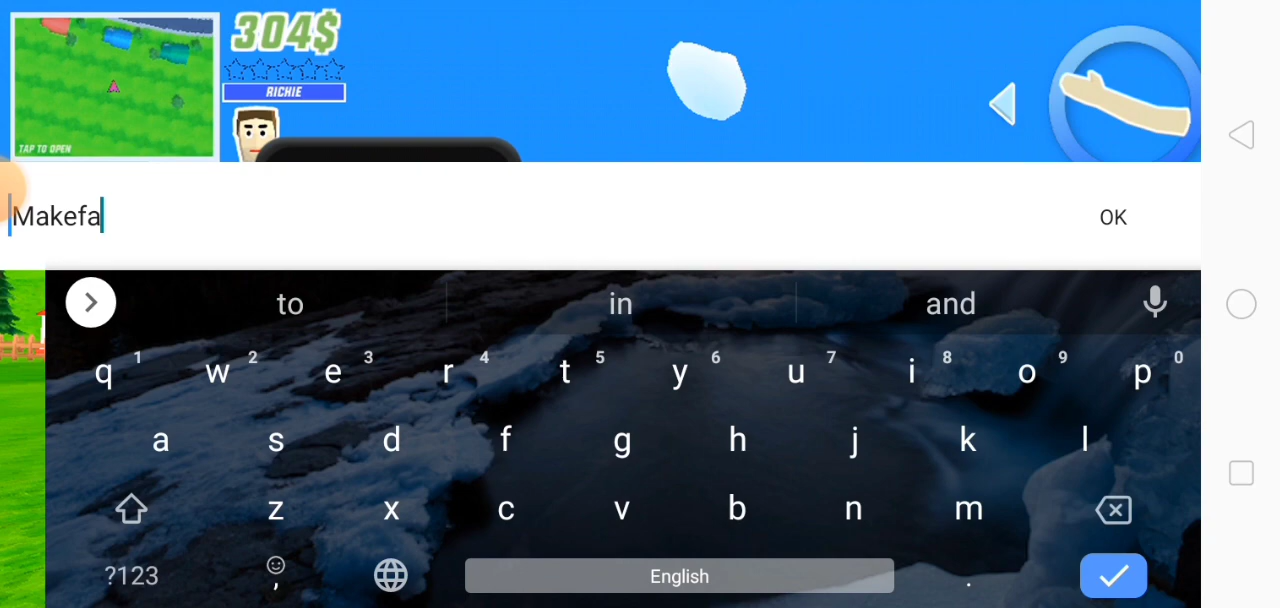 304$
RICHIE
TAP TO OPEN
Makefa
OK
to in and
q 1 w 2 e 3 r 4 t 5 y 6 u 7 i 8 o 9 p 0
a s d f g h j k l
z x c v b n m
?123 , English .